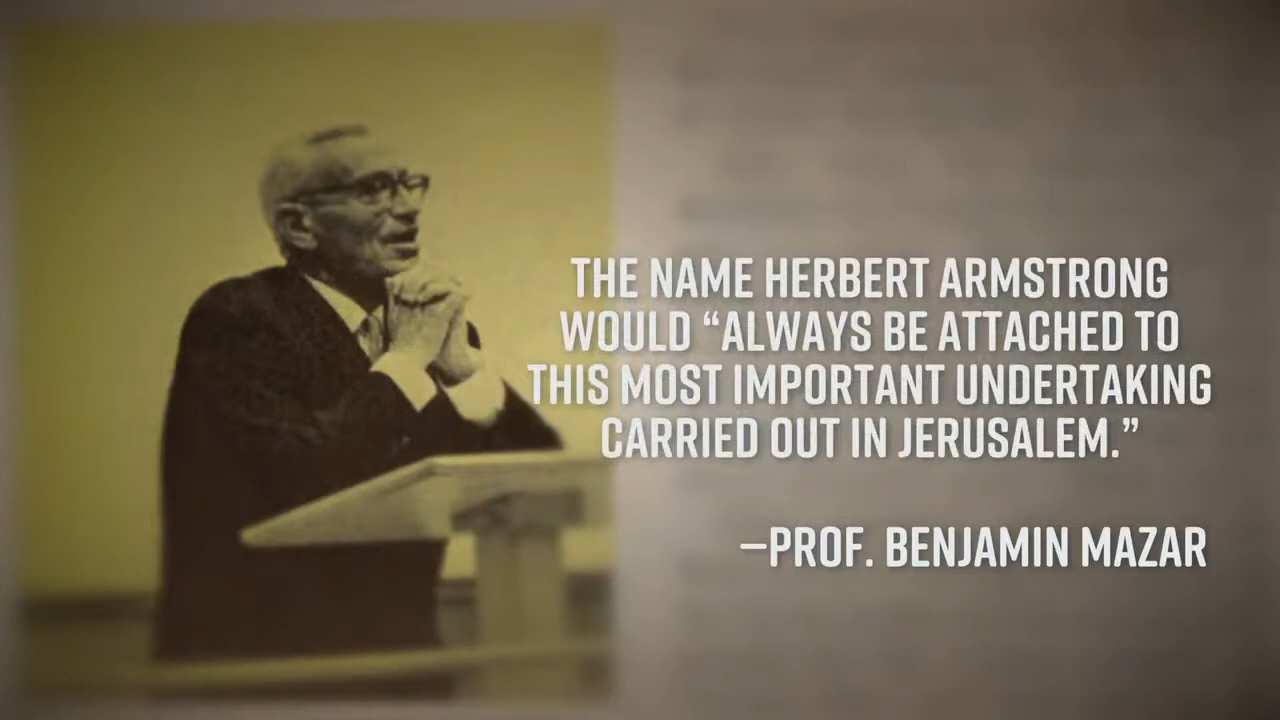 THE NAME HERBERT ARMSTRONG
WOULD “ALWAYS BE ATTACHED TO
THIS MOST IMPORTANT UNDERTAKING
CARRIED OUT IN JERUSALEM.”
–PROF. BENJAMIN MAZAR